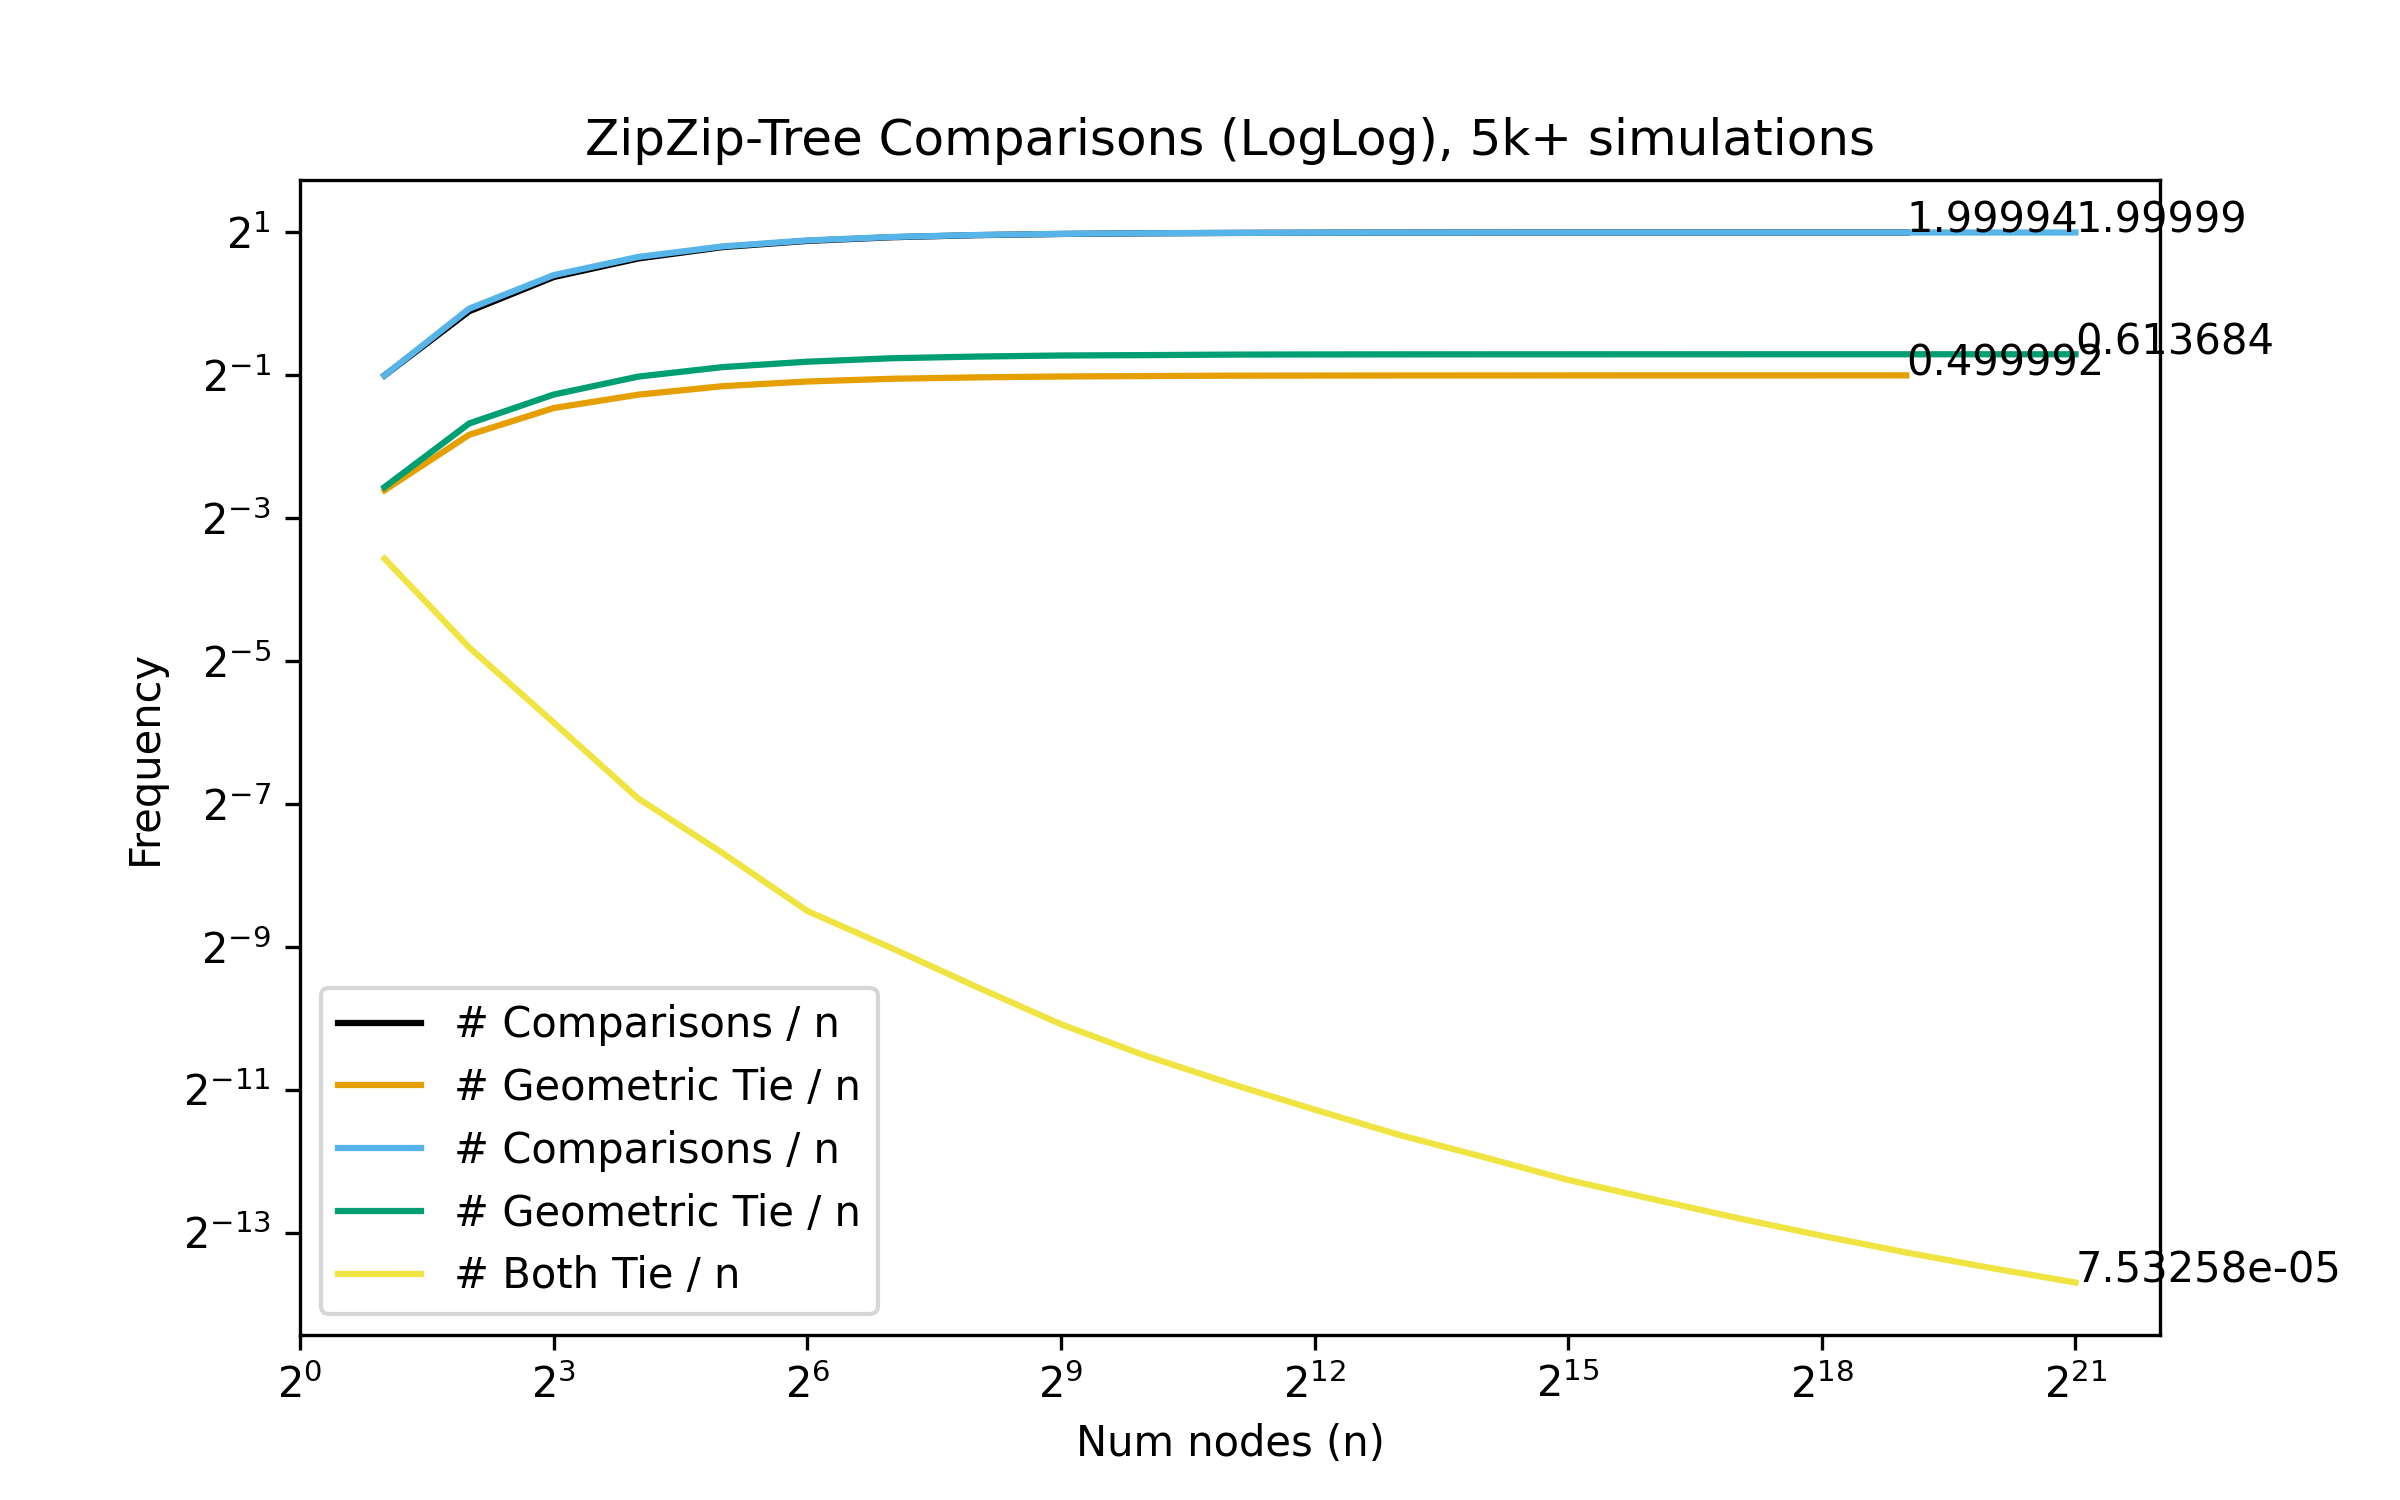 ZipZip-Tree Comparisons (LogLog), 5k+ simulations
2^1
2^-1
2^-3
2^-5
2^-7
2^-9
2^-11
2^-13
Frequency
1.99994
1.99999
0.613684
0.499992
7.53258e-05
# Comparisons / n
# Geometric Tie / n
# Comparisons / n
# Geometric Tie / n
# Both Tie / n
2^0 2^3 2^6 2^9 2^12 2^15 2^18 2^21
Num nodes (n)